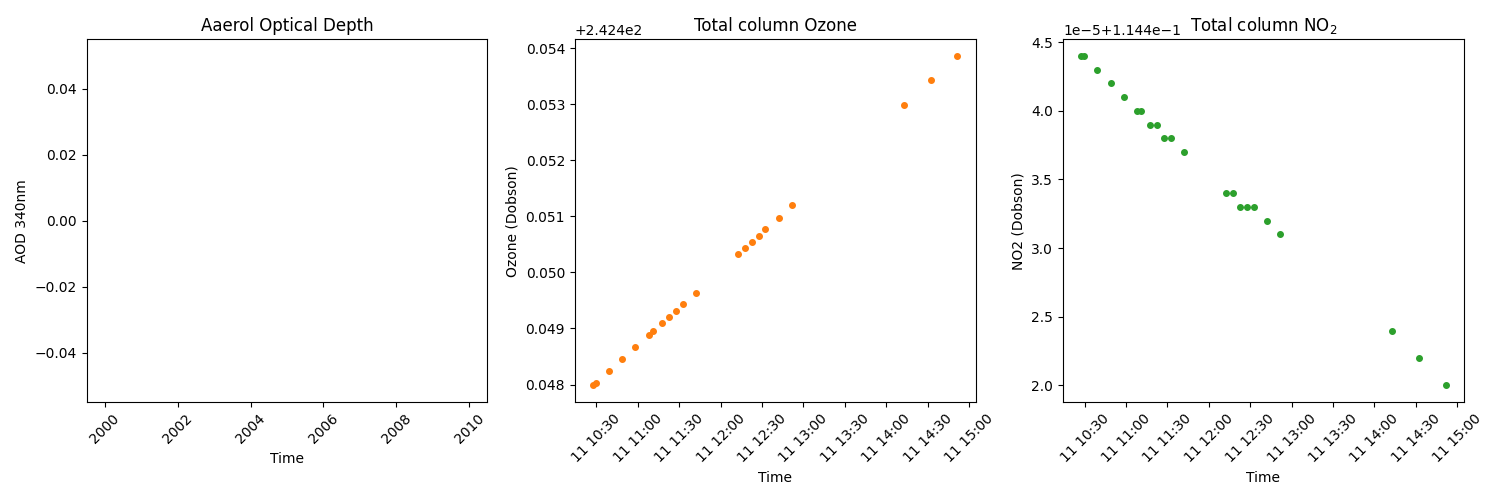 Aaerol Optical Depth
AOD 340nm
0.04
0.02
0.00
−0.02
−0.04
2000 2002 2004 2006 2008 2010
Time
Total column Ozone
+2.424e2
Ozone (Dobson)
0.054
0.053
0.052
0.051
0.050
0.049
0.048
11 10:30 11 11:00 11 11:30 11 12:00 11 12:30 11 13:00 11 13:30 11 14:00 11 14:30 11 15:00
Time
Total column NO₂
1e−5+1.144e−1
NO2 (Dobson)
4.5
4.0
3.5
3.0
2.5
2.0
11 10:30 11 11:00 11 11:30 11 12:00 11 12:30 11 13:00 11 13:30 11 14:00 11 14:30 11 15:00
Time